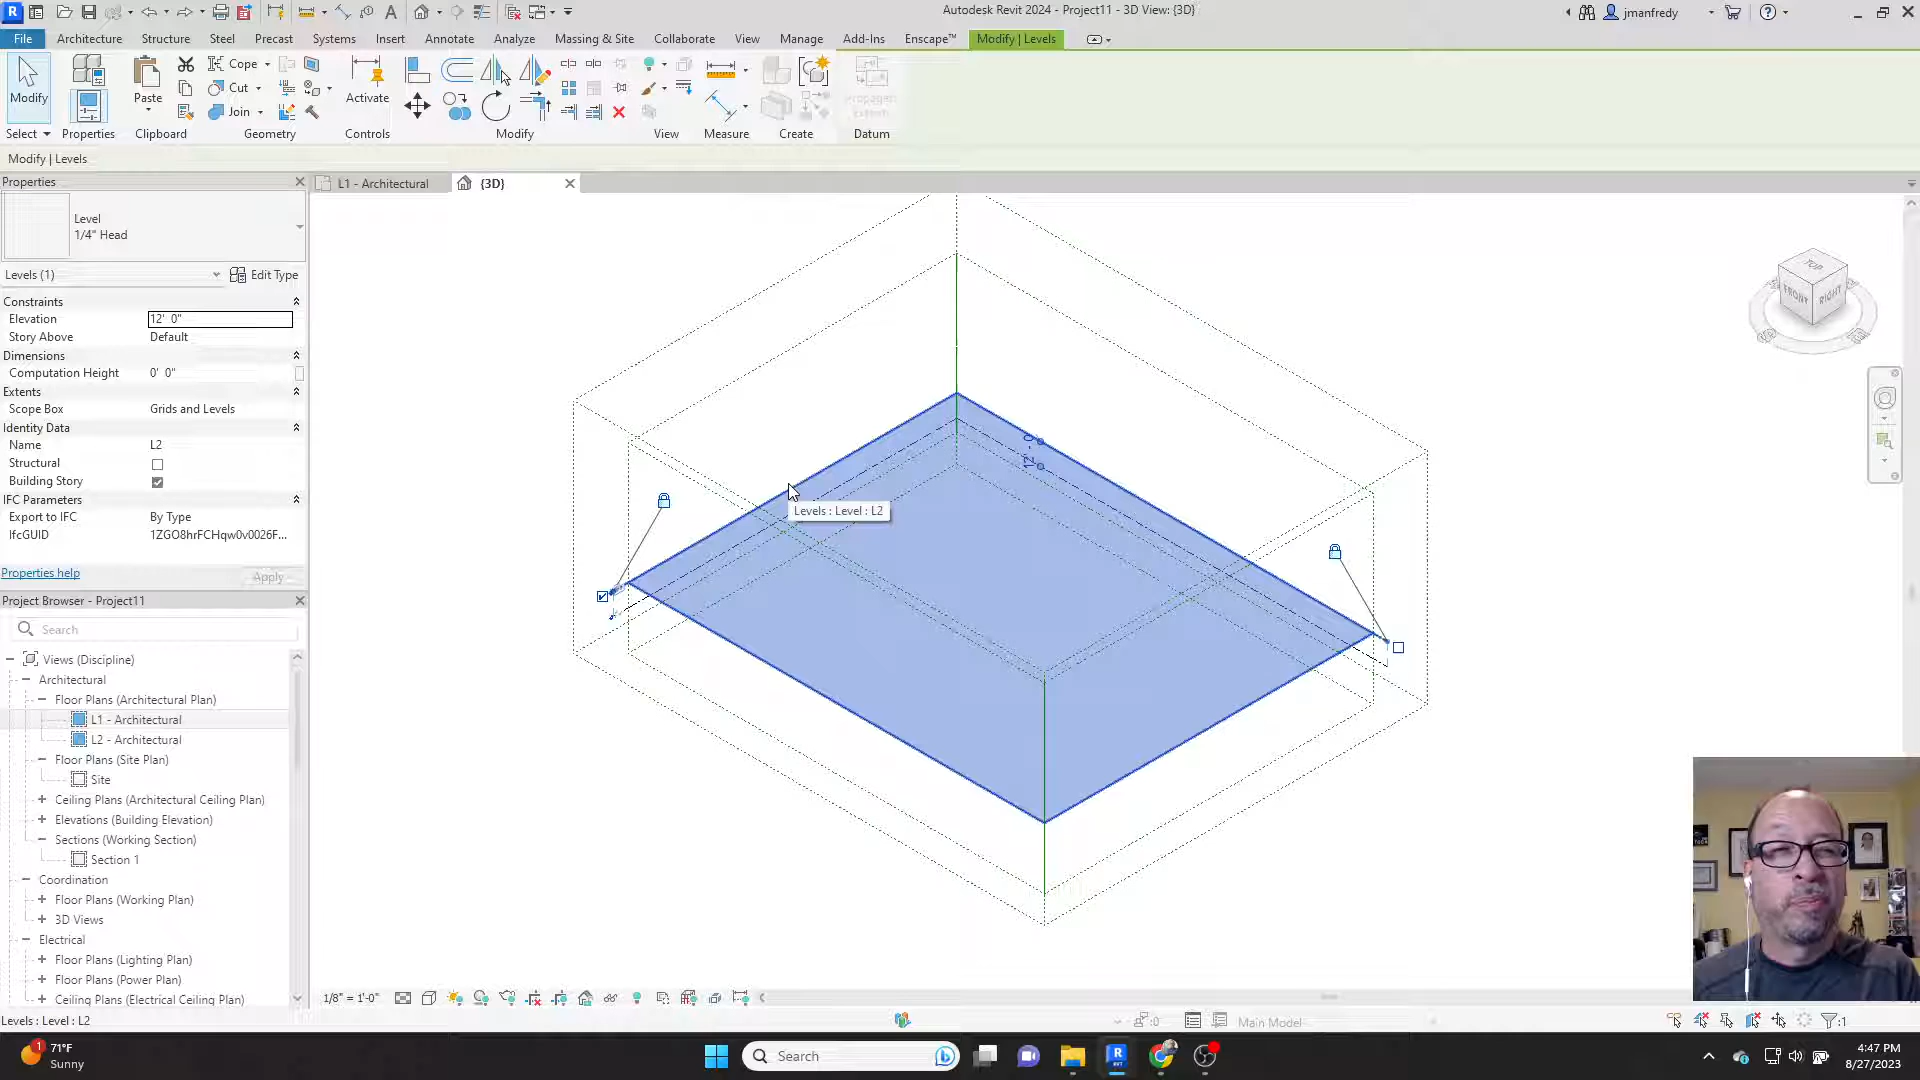 Autodesk Revit 2024 - Project11 - 3D View: {3D}
jmanfredy
File
Architecture
Structure
Steel
Precast
Systems
Insert
Annotate
Analyze
Massing & Site
Collaborate
View
Manage
Add-Ins
Enscape™
Modify | Levels
Modify
Paste
Cope
Cut
Join
Activate
Select
Properties
Clipboard
Geometry
Controls
Modify
View
Measure
Create
Datum
Propagate
Extents
Modify | Levels
Properties
L1 - Architectural
{3D}
Level
1/4" Head
Levels (1)
Edit Type
Constraints
Elevation
12' 0"
Story Above
Default
Dimensions
Computation Height
0' 0"
Extents
Scope Box
Grids and Levels
Identity Data
Name
L2
Structural
Building Story
IFC Parameters
Export to IFC
By Type
IfcGUID
1ZGO8hrFCHqw0v0026F...
Properties help
Apply
Project Browser - Project11
Search
Views (Discipline)
Architectural
Floor Plans (Architectural Plan)
L1 - Architectural
L2 - Architectural
Floor Plans (Site Plan)
Site
Ceiling Plans (Architectural Ceiling Plan)
Elevations (Building Elevation)
Sections (Working Section)
Section 1
Coordination
Floor Plans (Working Plan)
3D Views
Electrical
Floor Plans (Lighting Plan)
Floor Plans (Power Plan)
Ceiling Plans (Electrical Ceiling Plan)
Levels : Level : L2
TOP
FRONT
RIGHT
1/8" = 1'-0"
Levels : Level : L2
:0
Main Model
:1
1
71°F
Sunny
Search
4:47 PM
8/27/2023